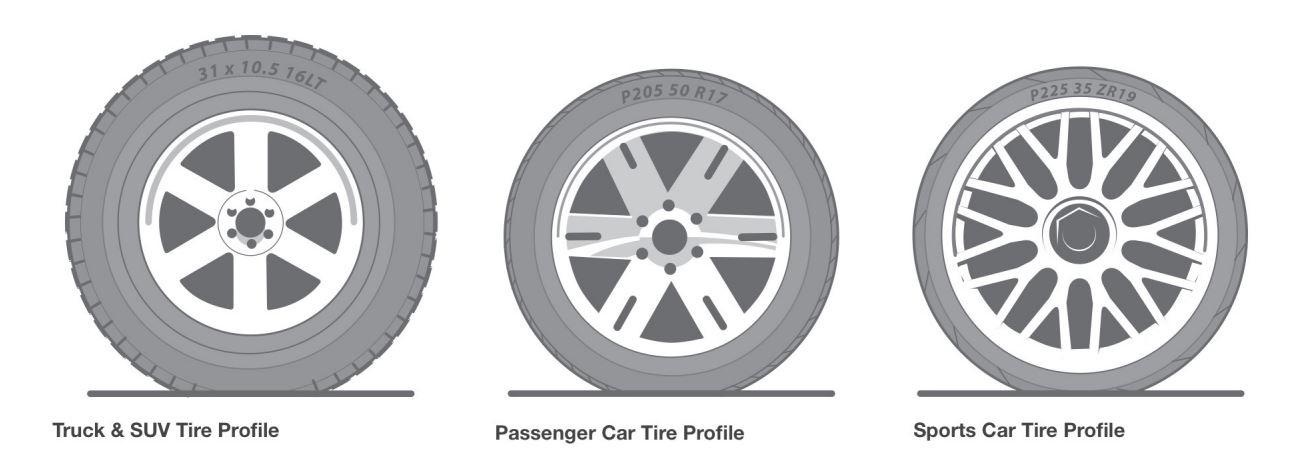 31 x 10.5 16LT
P205 50 R17
P225 35 ZR19
Truck & SUV Tire Profile
Passenger Car Tire Profile
Sports Car Tire Profile